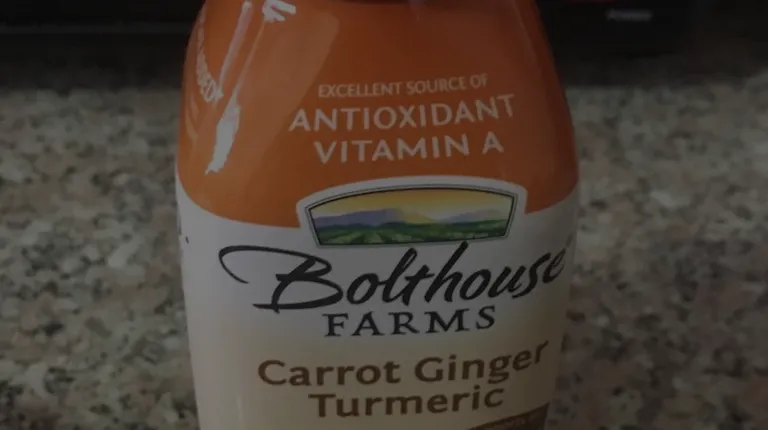 EXCELLENT SOURCE OF
ANTIOXIDANT
VITAMIN A
Bolthouse
FARMS
Carrot Ginger
Turmeric